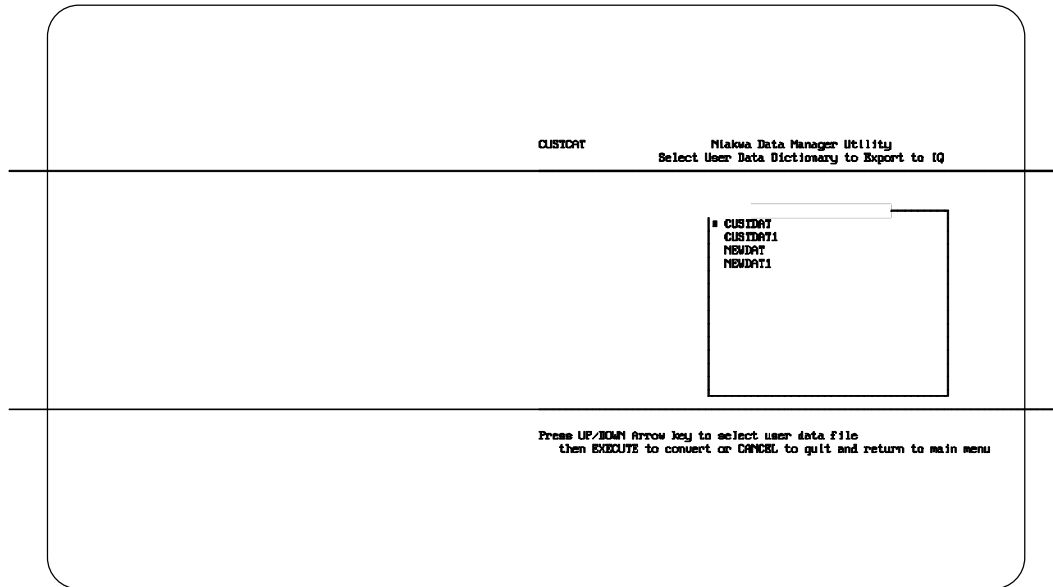 CUSTCAT Niakwa Data Manager Utility
Select User Data Dictionary to Export to IQ
CUSTDAT
CUSTDAT1
NEWDAT
NEWDAT1
Press UP/DOWN Arrow key to select user data file
then EXECUTE to convert or CANCEL to quit and return to main menu